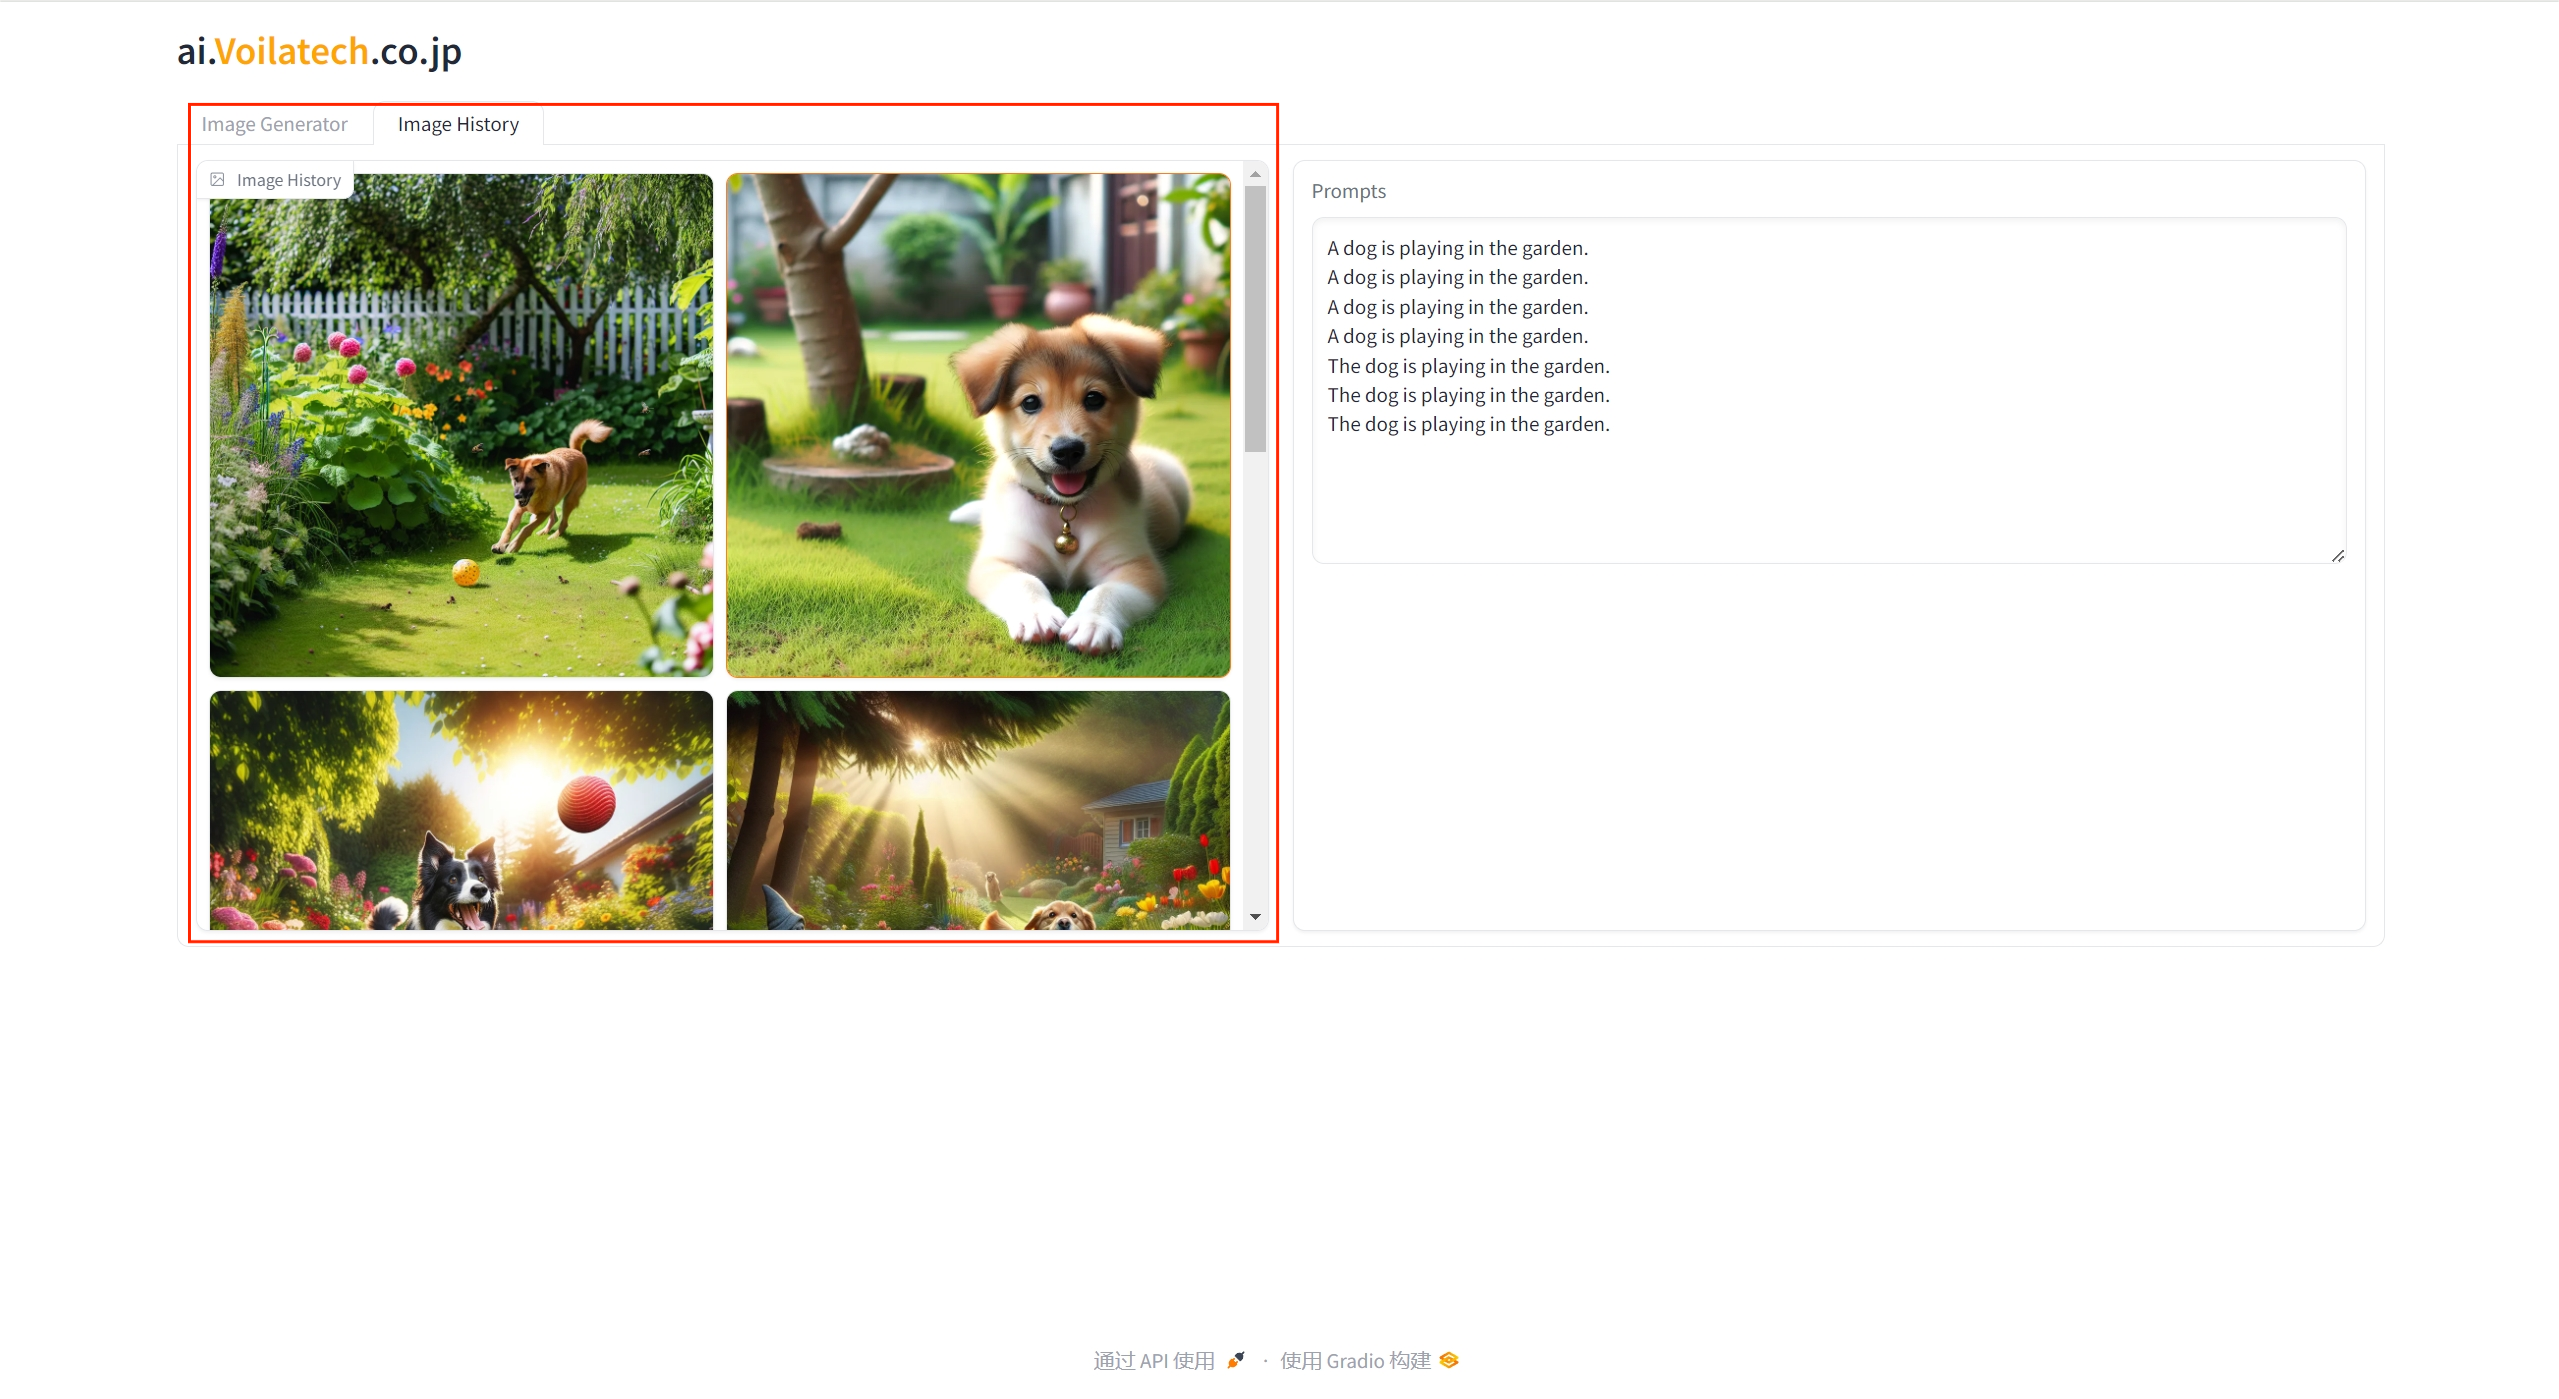 ai.Voilatech.co.jp
Image Generator
Image History
Image History
Prompts
A dog is playing in the garden.
A dog is playing in the garden.
A dog is playing in the garden.
A dog is playing in the garden.
The dog is playing in the garden.
The dog is playing in the garden.
The dog is playing in the garden.
通过 API 使用 · 使用 Gradio 构建